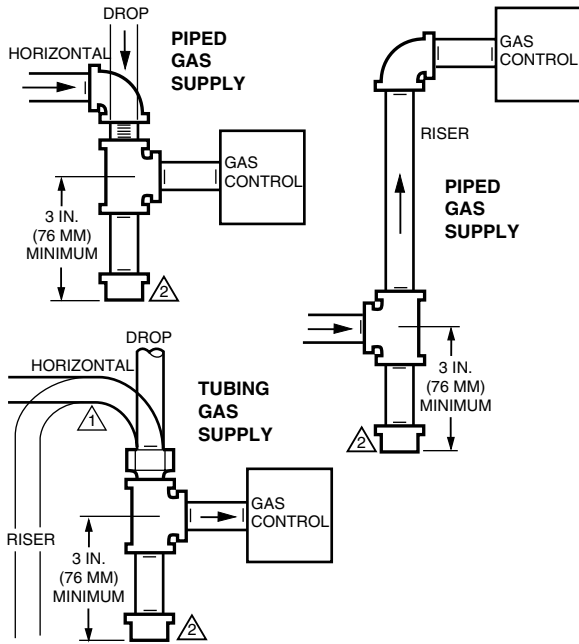 DROP
HORIZONTAL
PIPED
GAS
SUPPLY
GAS
CONTROL
3 IN.
(76 MM)
MINIMUM
2
GAS
CONTROL
RISER
PIPED
GAS
SUPPLY
3 IN.
(76 MM)
MINIMUM
2
DROP
HORIZONTAL
1
TUBING
GAS
SUPPLY
GAS
CONTROL
RISER
3 IN.
(76 MM)
MINIMUM
2